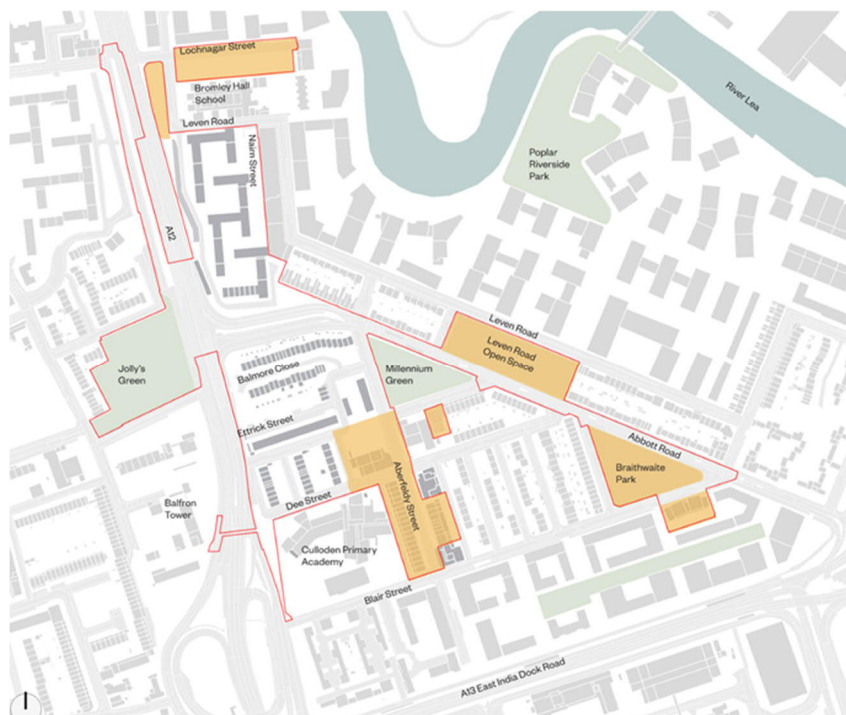 Lochnagar Street
Bromley Hall
School
Leven Road
Nairn Street
A12
River Lea
Poplar
Riverside
Park
Leven Road
Leven Road
Open Space
Jolly's
Green
Balmore Close
Millennium
Green
Ettrick Street
Abbott Road
Aberfeldy Street
Braithwaite
Park
Dee Street
Balfron
Tower
Culloden Primary
Academy
Blair Street
A13 East India Dock Road